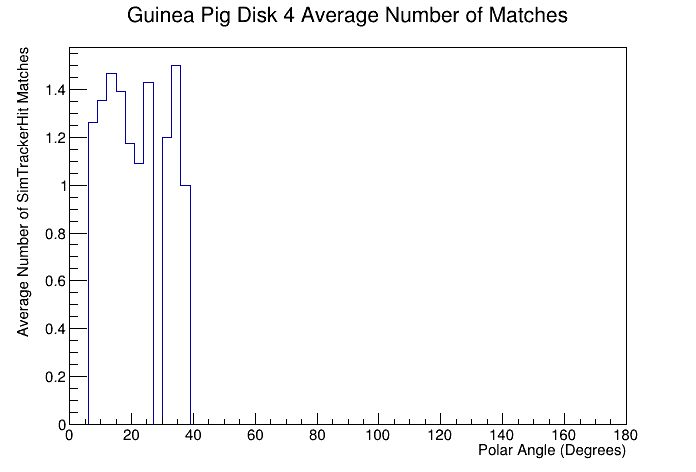 Guinea Pig Disk 4 Average Number of Matches
Average Number of SimTrackerHit Matches
1.4
1.2
1
0.8
0.6
0.4
0.2
0
0 20 40 60 80 100 120 140 160 180
Polar Angle (Degrees)